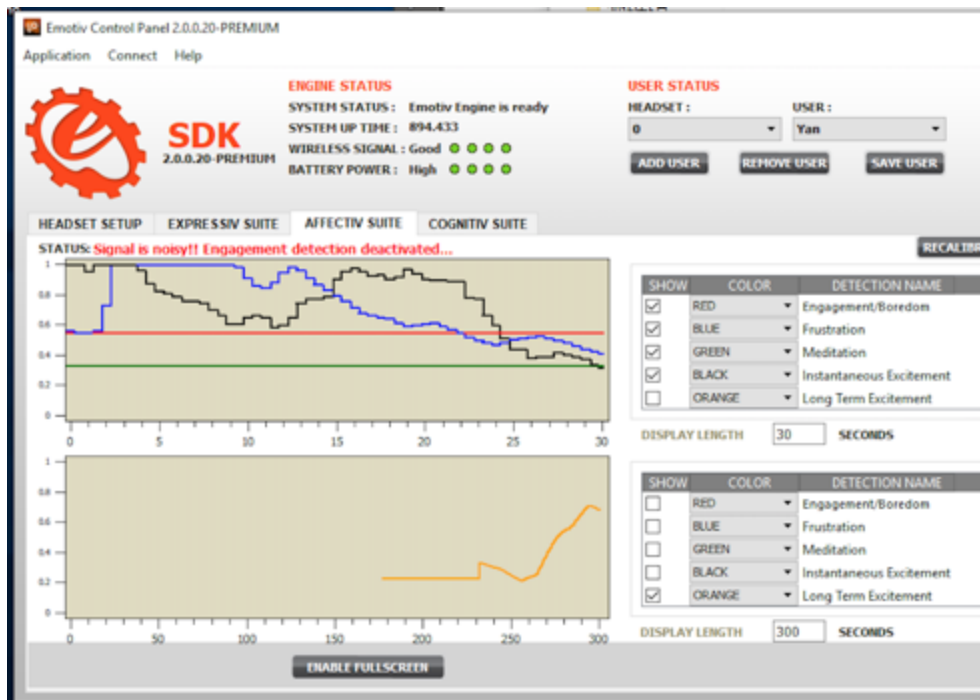 Emotiv Control Panel 2.0.0.20-PREMIUM
Application Connect Help
SDK
2.0.0.20-PREMIUM
ENGINE STATUS
SYSTEM STATUS : Emotiv Engine is ready
SYSTEM UP TIME : 894.433
WIRELESS SIGNAL : Good
BATTERY POWER : High
USER STATUS
HEADSET : USER :
0 Yan
ADD USER REMOVE USER SAVE USER
HEADSET SETUP EXPRESSIV SUITE AFFECTIV SUITE COGNITIV SUITE
STATUS: Signal is noisy!! Engagement detection deactivated...
RECALIBR
1
0.8
0.6
0.4
0.2
0
0 5 10 15 20 25 30
SHOW COLOR DETECTION NAME
RED Engagement/Boredom
BLUE Frustration
GREEN Meditation
BLACK Instantaneous Excitement
ORANGE Long Term Excitement
DISPLAY LENGTH 30 SECONDS
1
0.8
0.6
0.4
0.2
0
0 50 100 150 200 250 300
SHOW COLOR DETECTION NAME
RED Engagement/Boredom
BLUE Frustration
GREEN Meditation
BLACK Instantaneous Excitement
ORANGE Long Term Excitement
DISPLAY LENGTH 300 SECONDS
ENABLE FULLSCREEN